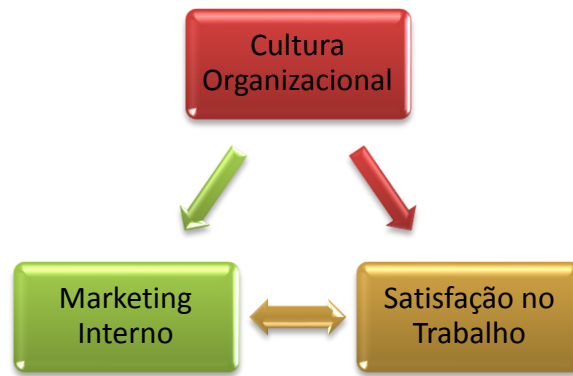 Cultura
Organizacional
Marketing
Interno
Satisfação no
Trabalho